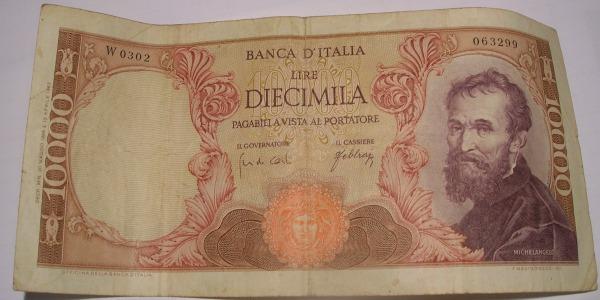 W 0302
BANCA D'ITALIA
063299
LIRE
DIECIMILA
PAGABILI A VISTA AL PORTATORE
IL GOVERNATORE
IL CASSIERE
10000
10000
MICHELANGELO
OFFICINA DELLA BANCA D'ITALIA